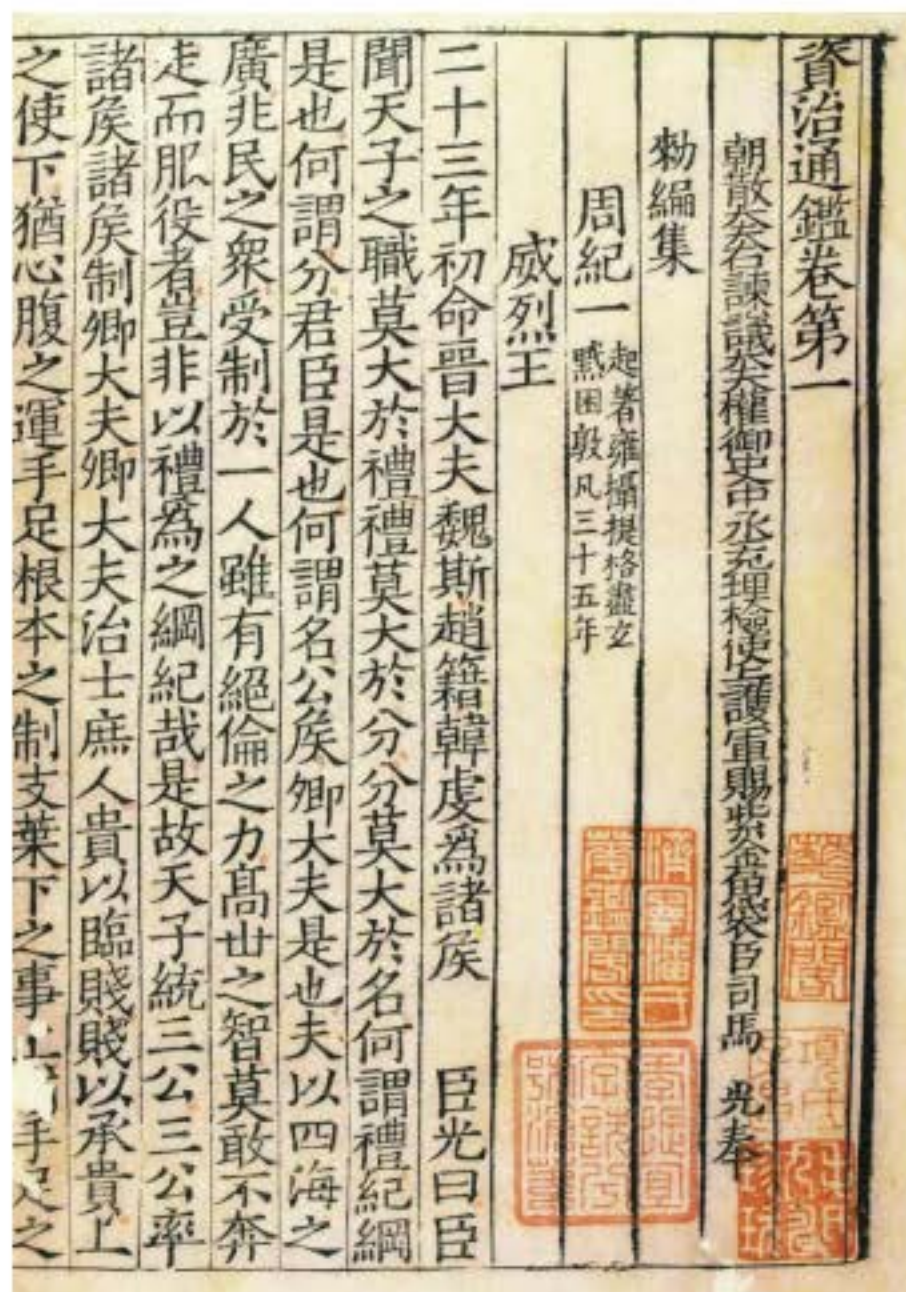 資治通鑑卷第一
朝散大夫右諫議大夫權御史中丞充理檢使上護軍賜紫金魚袋臣司馬 光奉
勑編集
周紀一 起著雍攝提格盡玄
黓困敦凡三十五年
威烈王
二十三年初命晉大夫魏斯趙籍韓虔爲諸侯 臣光曰臣
聞天子之職莫大於禮禮莫大於分分莫大於名何謂禮紀綱
是也何謂分君臣是也何謂名公侯卿大夫是也夫以四海之
廣非民之衆受制於一人雖有絕倫之力髙丗之智莫敢不奔
走而服役者豈非以禮爲之綱紀哉是故天子統三公三公率
諸侯諸侯制卿大夫卿大夫治士庶人貴以臨賤賤以承貴上
之使下猶心腹之運手足根本之制支葉下之事上手足之